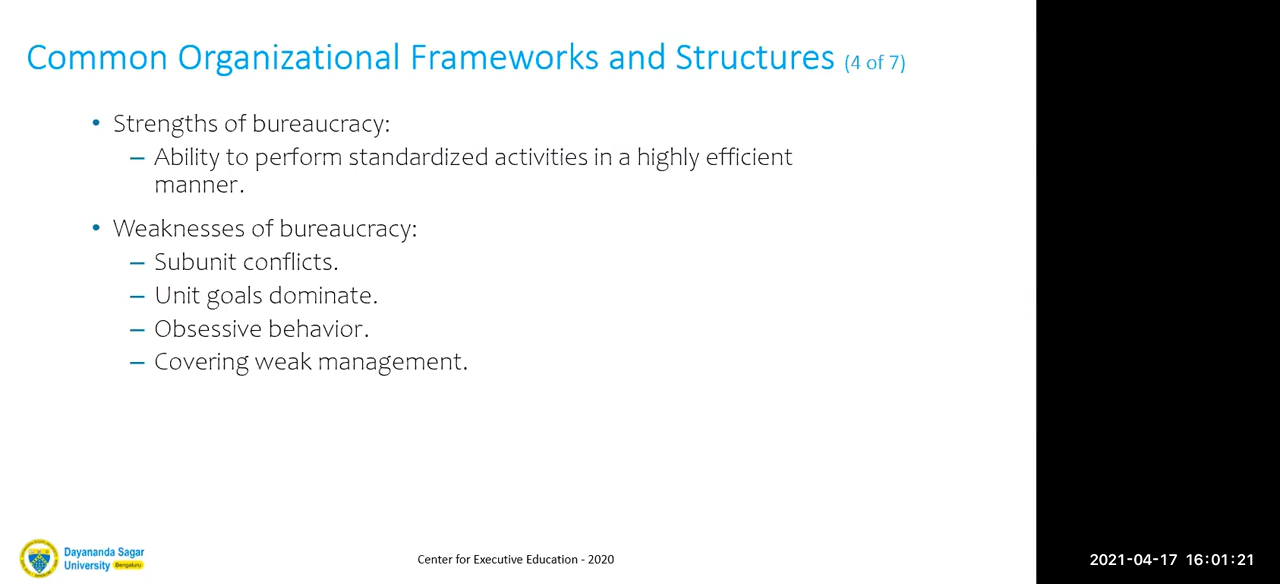 Common Organizational Frameworks and Structures (4 of 7)
• Strengths of bureaucracy:
– Ability to perform standardized activities in a highly efficient
manner.
• Weaknesses of bureaucracy:
– Subunit conflicts.
– Unit goals dominate.
– Obsessive behavior.
– Covering weak management.
Dayananda Sagar
University Bengaluru
Center for Executive Education - 2020
2021-04-17 16:01:21